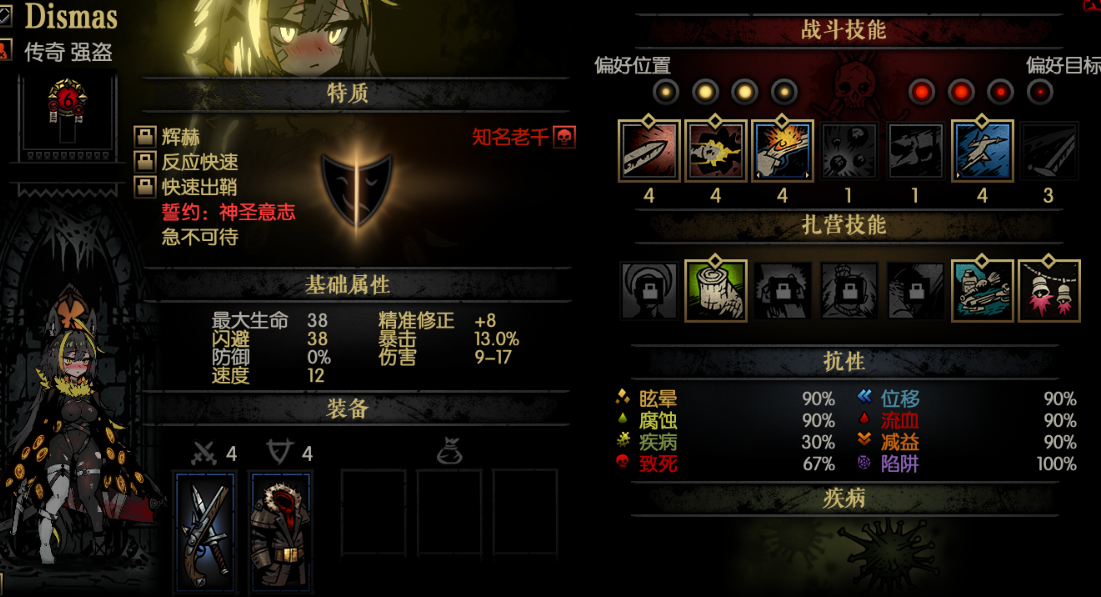 Dismas
传奇 强盗
6
特质
辉赫
反应快速
快速出鞘
誓约：神圣意志
急不可待
知名老千
基础属性
最大生命 38 精准修正 +8
闪避 38 暴击 13.0%
防御 0% 伤害 9-17
速度 12
装备
4 4
战斗技能
偏好位置 偏好目标
4 4 4 1 1 4 3
扎营技能
抗性
眩晕 90% 位移 90%
腐蚀 90% 流血 90%
疾病 30% 减益 90%
致死 67% 陷阱 100%
疾病